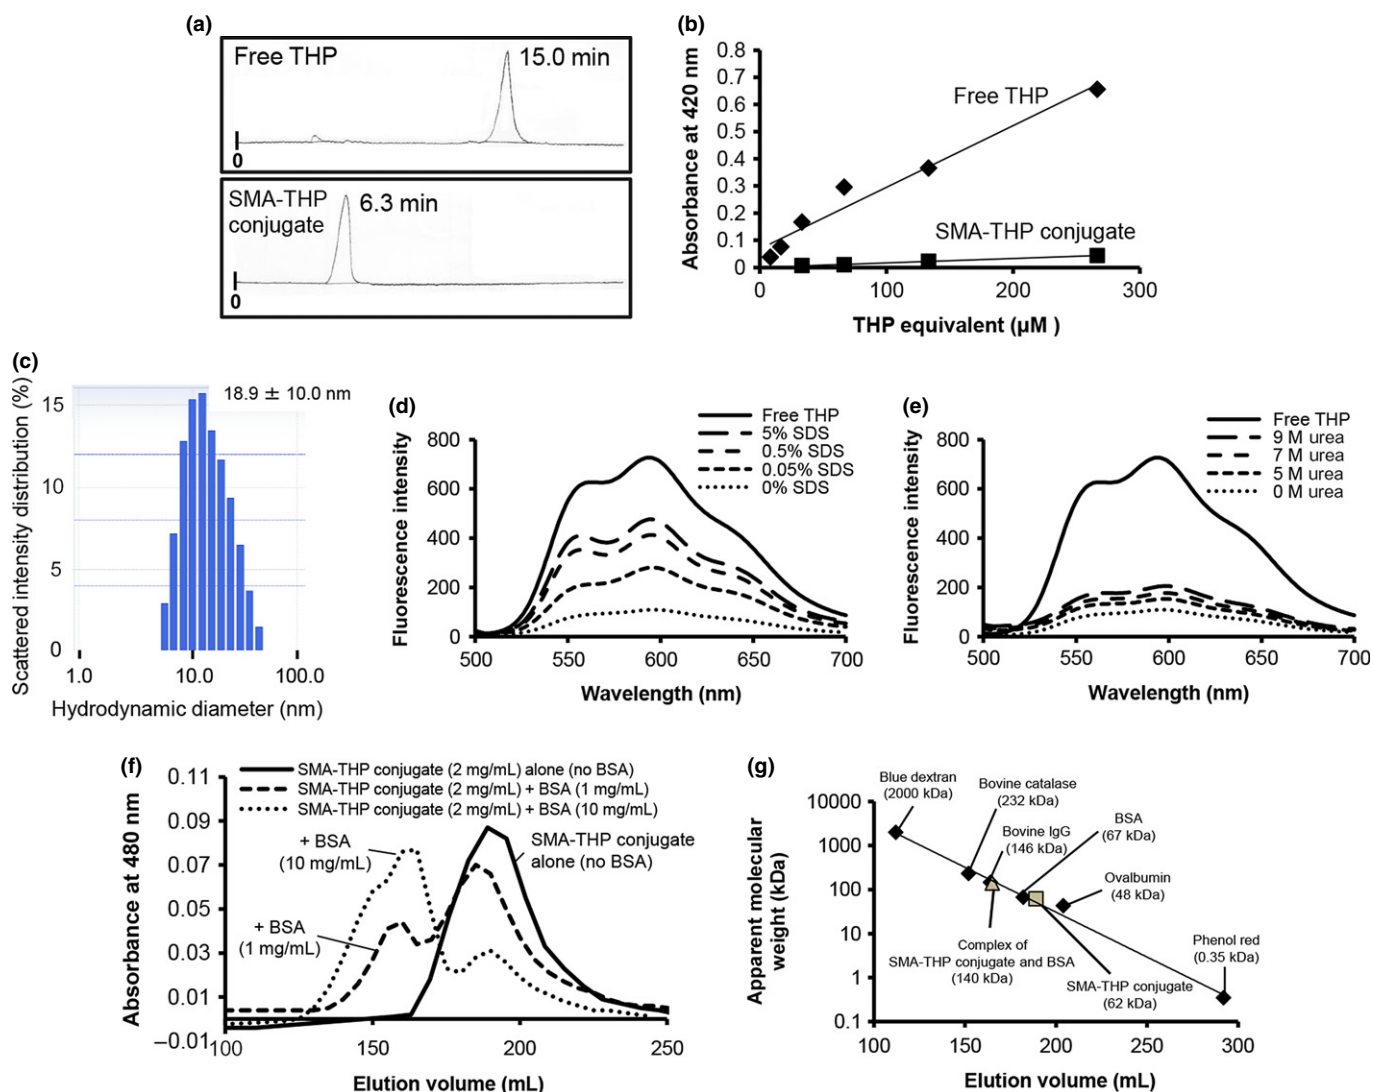 (a)
Free THP
15.0 min
0
SMA-THP
conjugate
6.3 min
0
(b)
Absorbance at 420 nm
0.8
0.7
0.6
0.5
0.4
0.3
0.2
0.1
0
Free THP
SMA-THP conjugate
0 100 200 300
THP equivalent (µM )
(c)
Scattered intensity distribution (%)
18.9 ± 10.0 nm
15
10
5
0
1.0 10.0 100.0
Hydrodynamic diameter (nm)
(d)
Fluorescence intensity
Free THP
5% SDS
0.5% SDS
0.05% SDS
0% SDS
800
600
400
200
0
500 550 600 650 700
Wavelength (nm)
(e)
Fluorescence intensity
Free THP
9 M urea
7 M urea
5 M urea
0 M urea
800
600
400
200
0
500 550 600 650 700
Wavelength (nm)
(f)
Absorbance at 480 nm
SMA-THP conjugate (2 mg/mL) alone (no BSA)
SMA-THP conjugate (2 mg/mL) + BSA (1 mg/mL)
SMA-THP conjugate (2 mg/mL) + BSA (10 mg/mL)
0.11
0.09
0.07
0.05
0.03
0.01
–0.01
+ BSA
(10 mg/mL)
+ BSA
(1 mg/mL)
SMA-THP conjugate
alone (no BSA)
100 150 200 250
Elution volume (mL)
(g)
Apparent molecular
weight (kDa)
10000
1000
100
10
1
0.1
Blue dextran
(2000 kDa)
Bovine catalase
(232 kDa)
Bovine IgG
(146 kDa)
BSA
(67 kDa)
Ovalbumin
(48 kDa)
Phenol red
(0.35 kDa)
Complex of
SMA-THP conjugate and BSA
(140 kDa)
SMA-THP conjugate
(62 kDa)
100 150 200 250 300
Elution volume (mL)